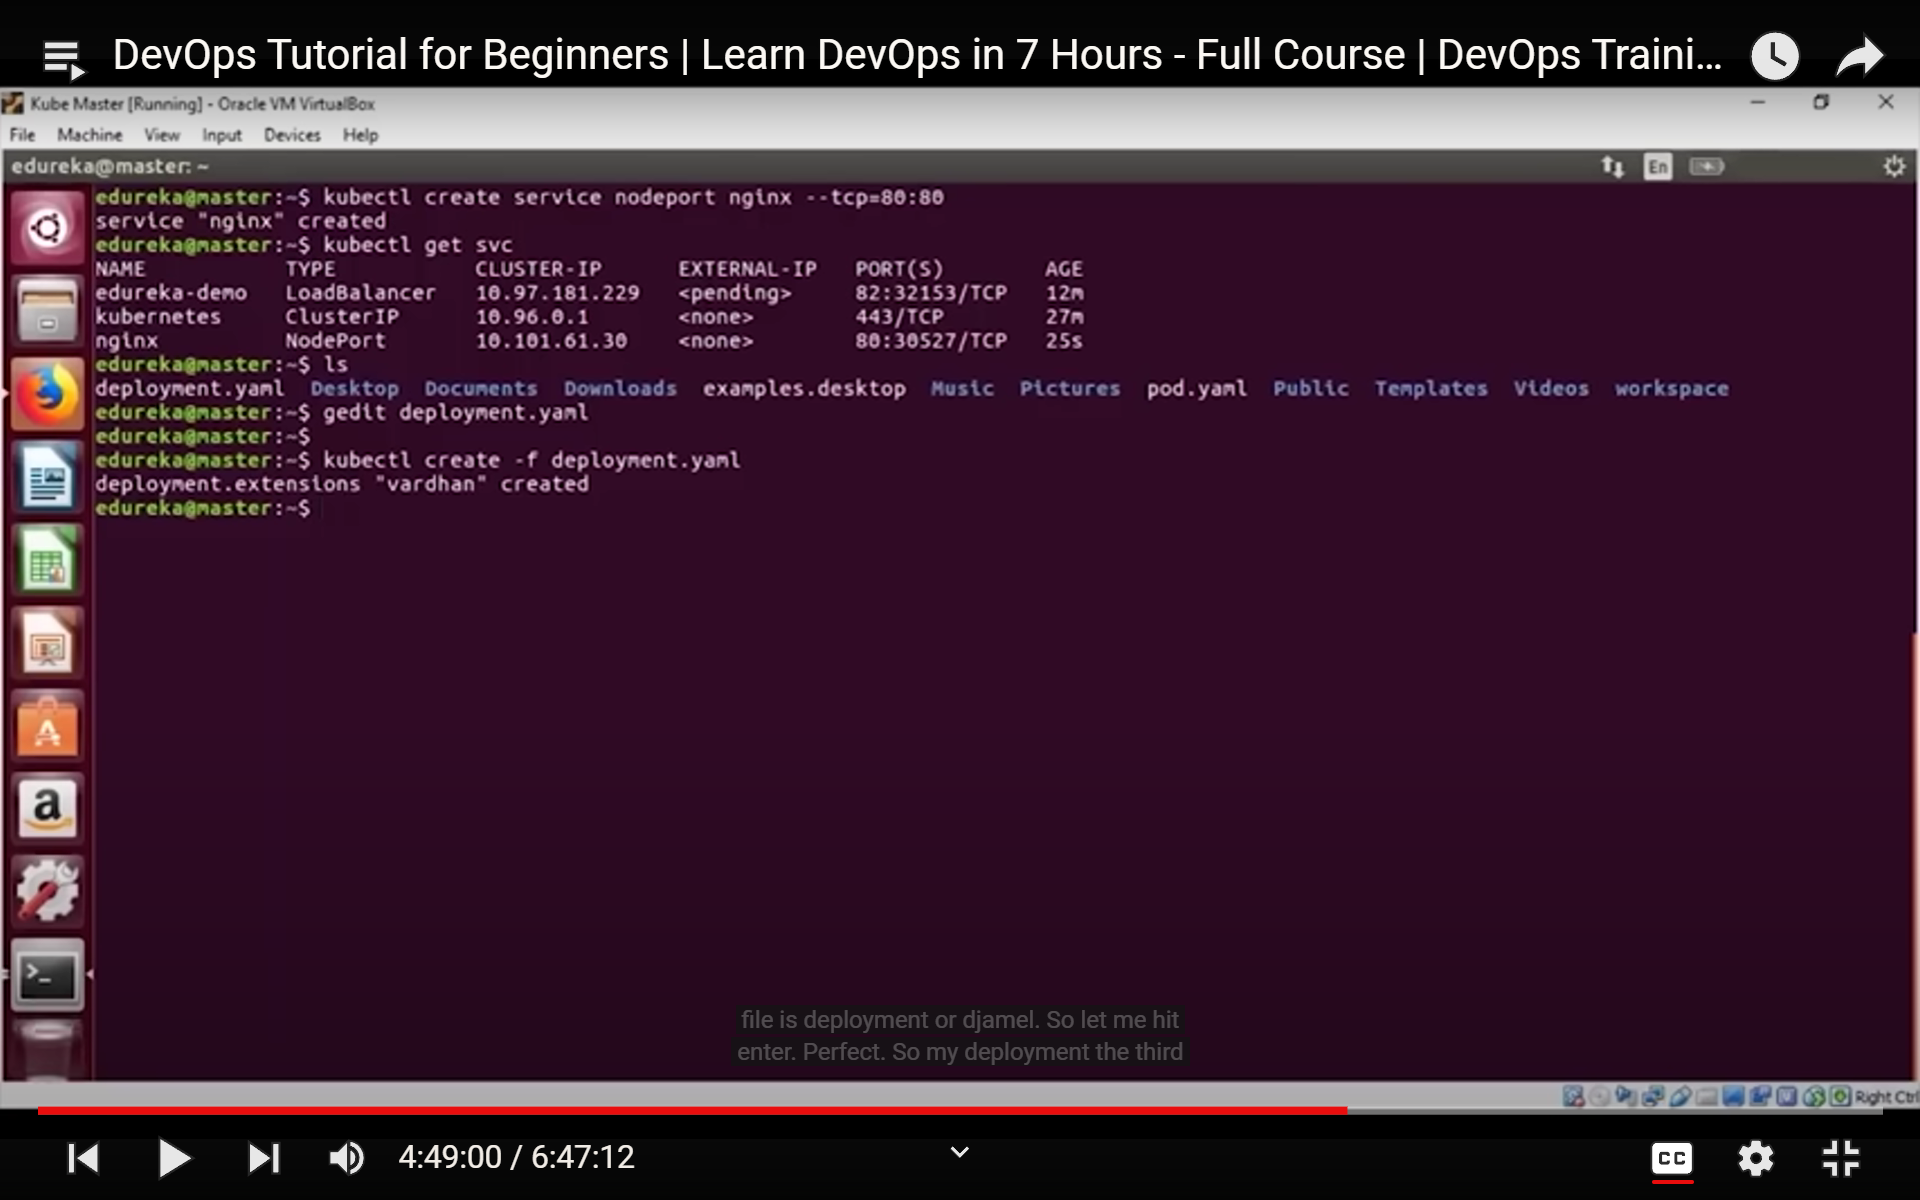 DevOps Tutorial for Beginners | Learn DevOps in 7 Hours - Full Course | DevOps Traini...
Kube Master [Running] - Oracle VM VirtualBox
File Machine View Input Devices Help
edureka@master: ~
En
edureka@master:~$ kubectl create service nodeport nginx --tcp=80:80
service "nginx" created
edureka@master:~$ kubectl get svc
NAME TYPE CLUSTER-IP EXTERNAL-IP PORT(S) AGE
edureka-demo LoadBalancer 10.97.181.229 <pending> 82:32153/TCP 12m
kubernetes ClusterIP 10.96.0.1 <none> 443/TCP 27m
nginx NodePort 10.101.61.30 <none> 80:30527/TCP 25s
edureka@master:~$ ls
deployment.yaml Desktop Documents Downloads examples.desktop Music Pictures pod.yaml Public Templates Videos workspace
edureka@master:~$ gedit deployment.yaml
edureka@master:~$
edureka@master:~$ kubectl create -f deployment.yaml
deployment.extensions "vardhan" created
edureka@master:~$
file is deployment or djamel. So let me hit
enter. Perfect. So my deployment the third
Right Ctrl
4:49:00 / 6:47:12
CC